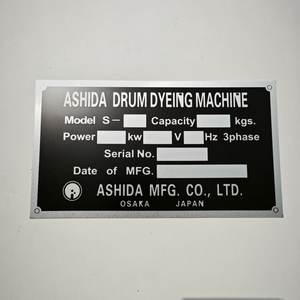 ASHIDA DRUM DYEING MACHINE
Model S- Capacity kgs.
Power kw V Hz 3phase
Serial No.
Date of MFG.
ASHIDA MFG. CO., LTD.
OSAKA JAPAN